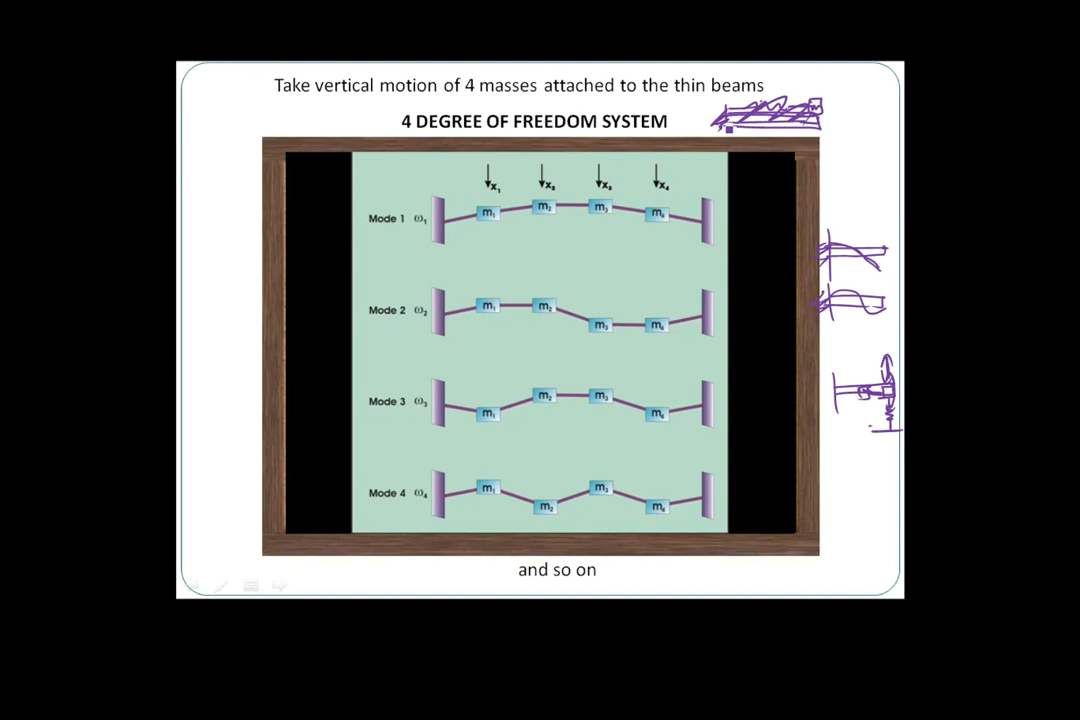 Take vertical motion of 4 masses attached to the thin beams
4 DEGREE OF FREEDOM SYSTEM
x₁ x₂ x₃ x₄
Mode 1 ω₁ m₁ m₂ m₃ m₄
Mode 2 ω₂ m₁ m₂ m₃ m₄
Mode 3 ω₃ m₁ m₂ m₃ m₄
Mode 4 ω₄ m₁ m₂ m₃ m₄
and so on